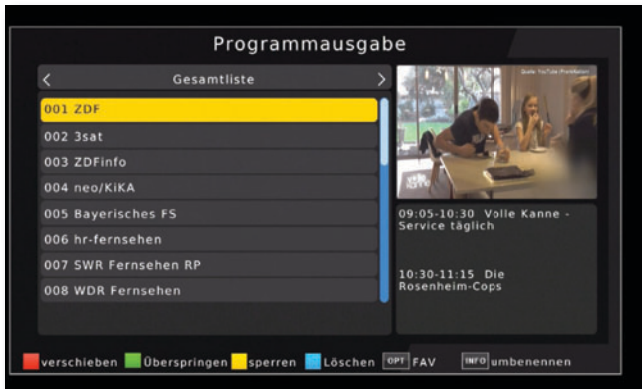 Programmausgabe
< Gesamtliste >
001 ZDF
002 3sat
003 ZDFinfo
004 neo/KiKA
005 Bayerisches FS
006 hr-fernsehen
007 SWR Fernsehen RP
008 WDR Fernsehen
volle
kanne
09:05-10:30 Volle Kanne -
Service täglich
10:30-11:15 Die
Rosenheim-Cops
verschieben Überspringen sperren Löschen OPT FAV INFO umbenennen